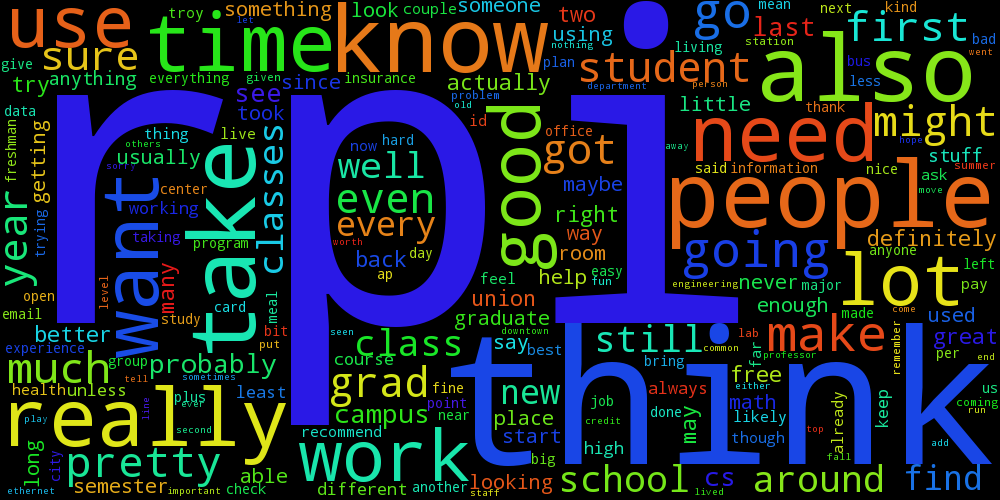 rpi
think
people
know
time
also
really
take
want
need
lot
work
good
use
sure
student
first
might
go
got
going
make
still
school
around
find
pretty
much
year
grad
class
campus
new
well
even
every
back
classes
probably
semester
many
see
took
since
insurance
something
troy
look
couple
someone
two
using
plan
nothing
living
station
last
mean
next
kind
bad
went
bus
less
give
try
anything
everything
given
let
actually
problem
old
id
department
person
little
thank
hope
data
freshman
getting
thing
others
live
usually
sorry
center
working
trying
taking
program
now
hard
office
away
maybe
said
information
nice
stuff
ask
summer
move
definitely
anyone
right
way
room
worth
day
ap
feel
help
easy
fun
engineering
never
major
left
pay
enough
made
used
come
open
email
level
card
meal
study
bit
put
union
graduate
seen
downtown
say
best
course
better
experience
group
health
unless
tell
sometimes
plus
least
fine
point
near
place
start
job
bring
common
lab
far
professor
free
always
either
math
done
may
likely
though
credit
high
big
great
per
remember
end
us
coming
run
keep
already
top
fall
add
play
line
ever
second
long
city
ethernet
important
able
check
recommend
different
another
looking
staff
cs
lived